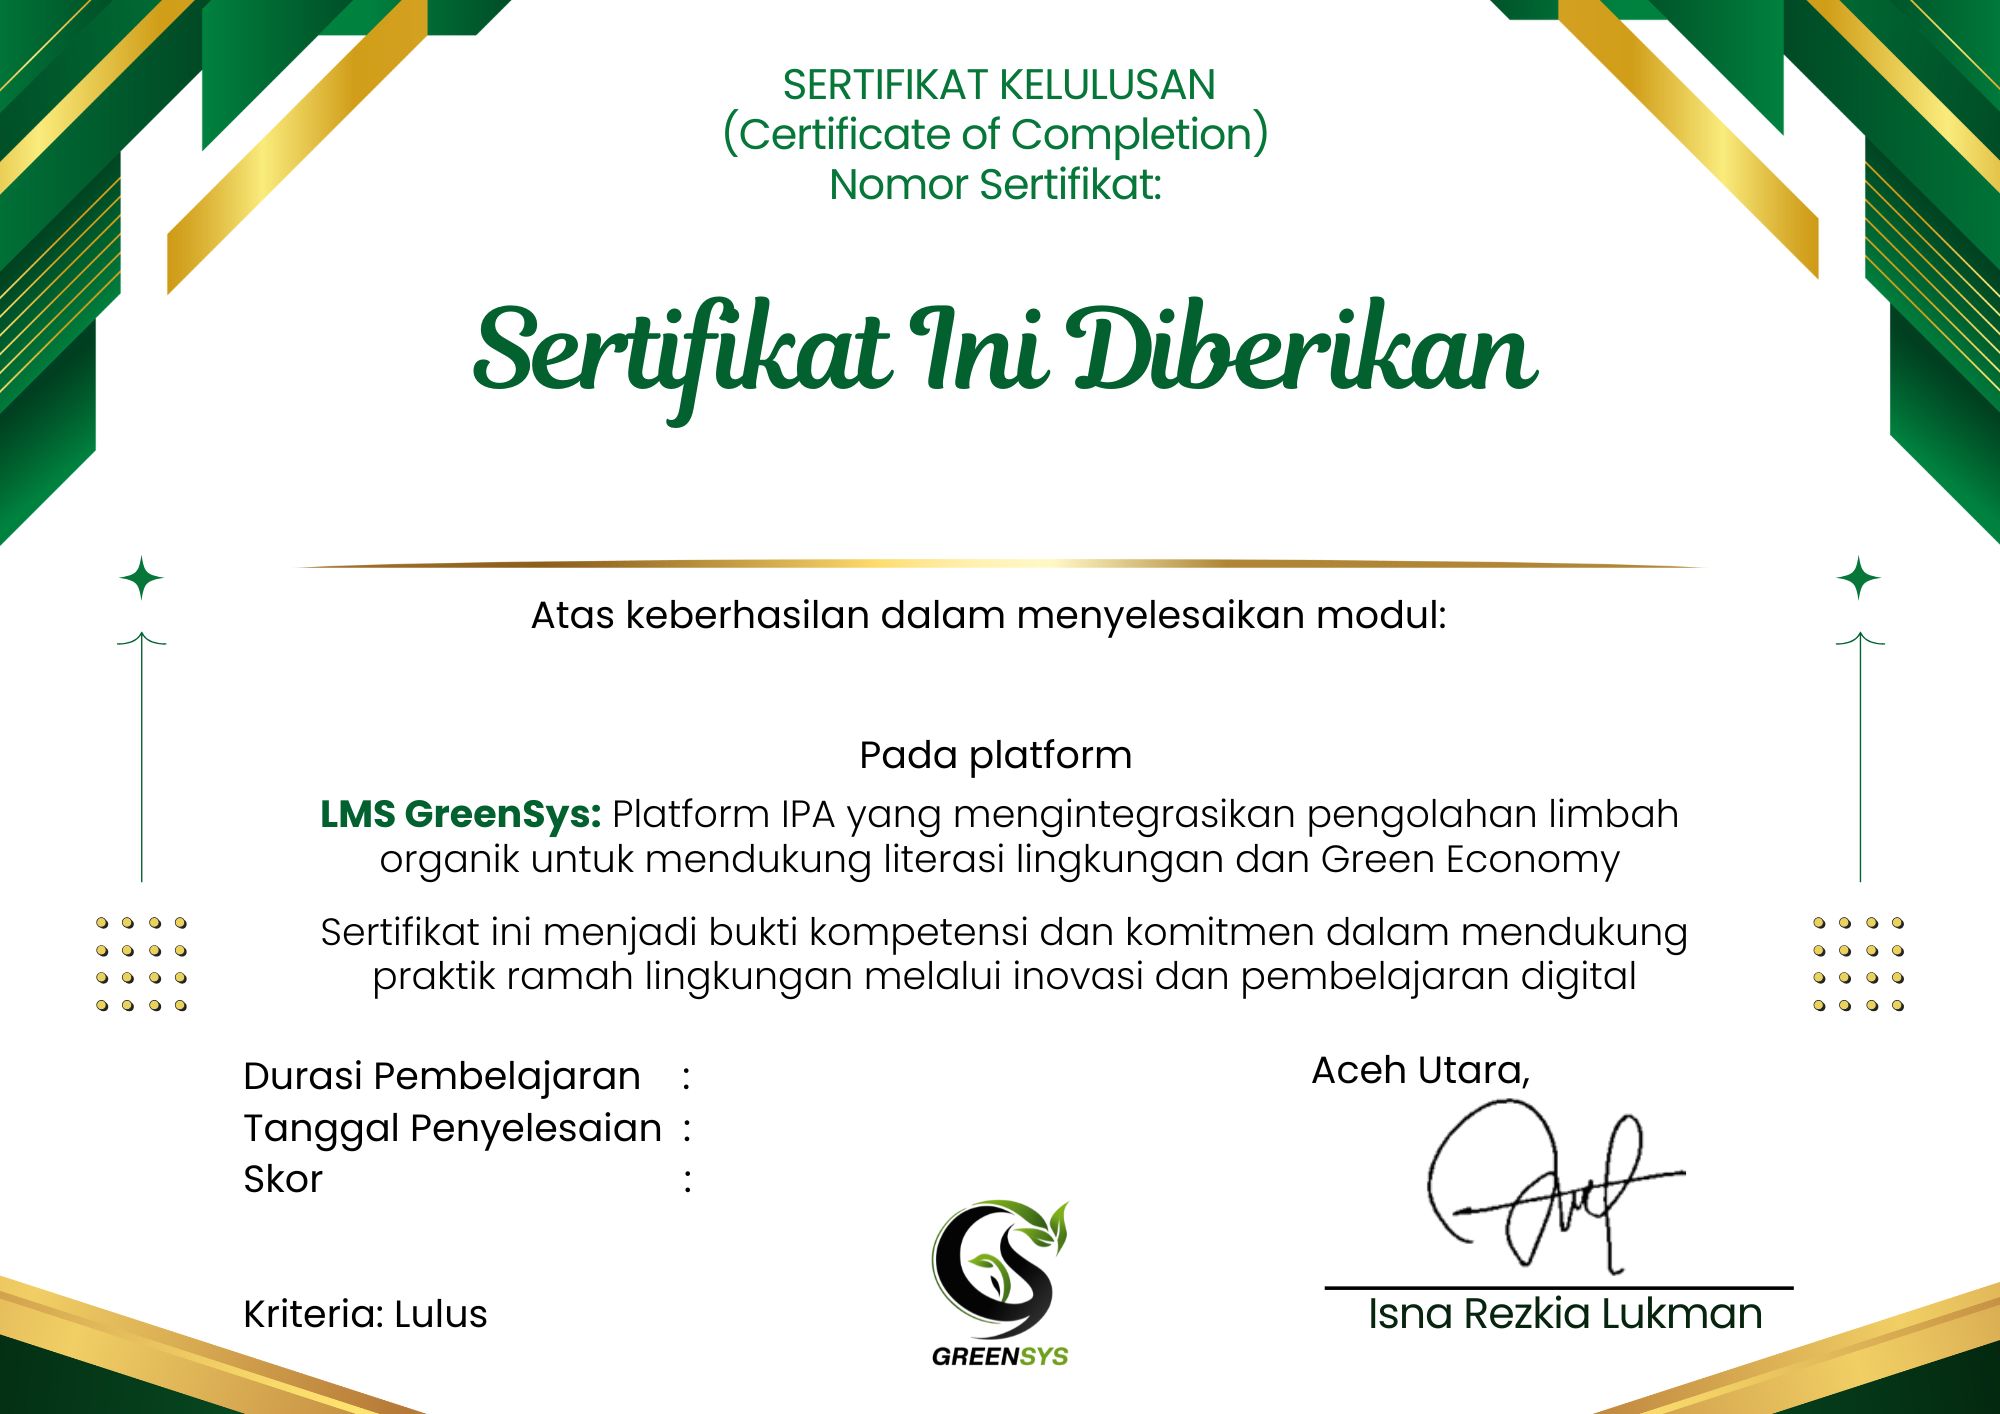 SERTIFIKAT KELULUSAN
(Certificate of Completion)
Nomor Sertifikat:
Sertifikat Ini Diberikan
Atas keberhasilan dalam menyelesaikan modul:
Pada platform
LMS GreenSys: Platform IPA yang mengintegrasikan pengolahan limbah
organik untuk mendukung literasi lingkungan dan Green Economy
Sertifikat ini menjadi bukti kompetensi dan komitmen dalam mendukung
praktik ramah lingkungan melalui inovasi dan pembelajaran digital
Durasi Pembelajaran :
Tanggal Penyelesaian :
Skor :
Kriteria: Lulus
GREENSYS
Aceh Utara,
Isna Rezkia Lukman